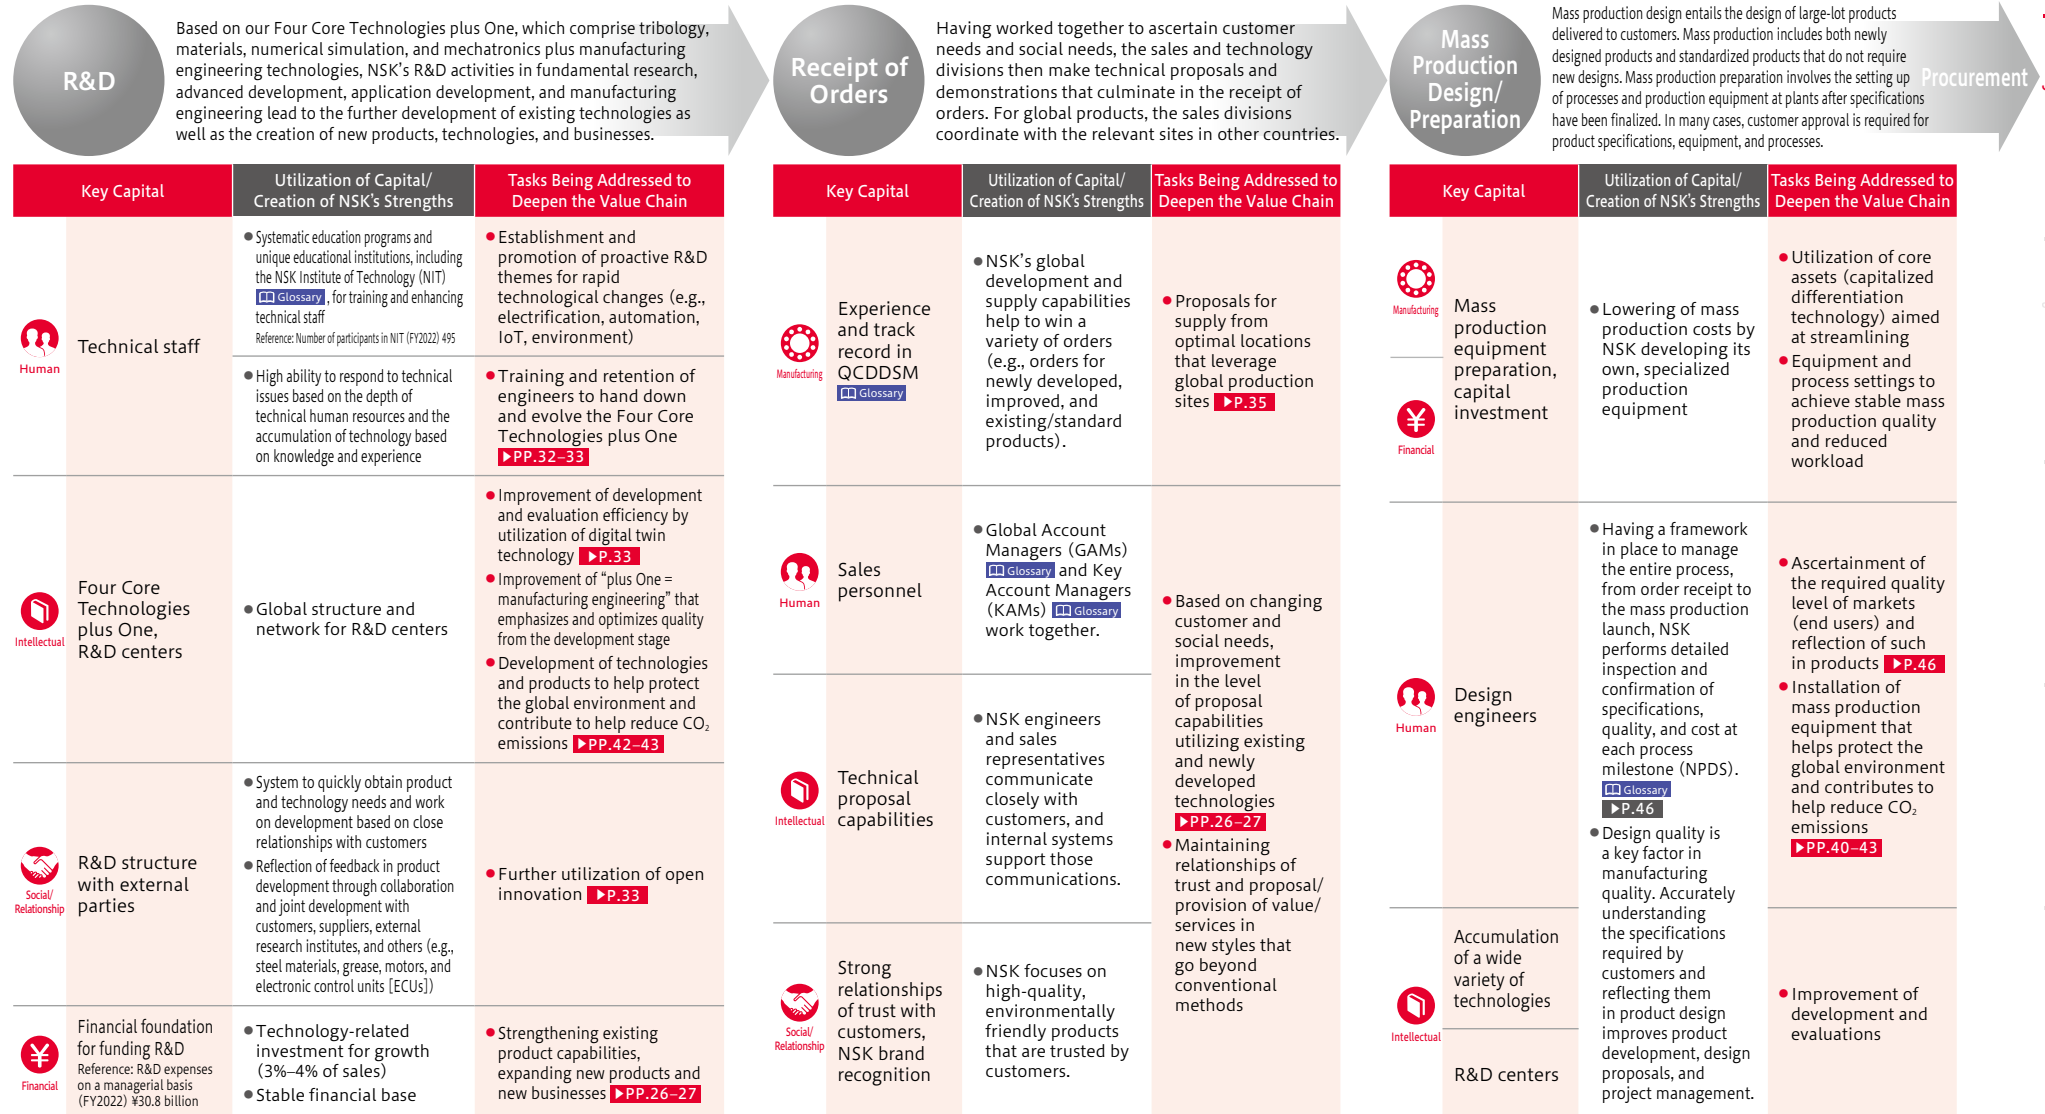 R&D
Based on our Four Core Technologies plus One, which comprise tribology,
materials, numerical simulation, and mechatronics plus manufacturing
engineering technologies, NSK's R&D activities in fundamental research,
advanced development, application development, and manufacturing
engineering lead to the further development of existing technologies as
well as the creation of new products, technologies, and businesses.
Key Capital
Utilization of Capital/
Creation of NSK's Strengths
Tasks Being Addressed to
Deepen the Value Chain
Human
Technical staff
●Systematic education programs and
unique educational institutions, including
the NSK Institute of Technology (NIT)
Glossary , for training and enhancing
technical staff
Reference: Number of participants in NIT (FY2022) 495
●Establishment and
promotion of proactive R&D
themes for rapid
technological changes (e.g.,
electrification, automation,
IoT, environment)
●High ability to respond to technical
issues based on the depth of
technical human resources and the
accumulation of technology based
on knowledge and experience
●Training and retention of
engineers to hand down
and evolve the Four Core
Technologies plus One
▶PP.32–33
Intellectual
Four Core
Technologies
plus One,
R&D centers
●Global structure and
network for R&D centers
●Improvement of development
and evaluation efficiency by
utilization of digital twin
technology ▶P.33
●Improvement of “plus One =
manufacturing engineering” that
emphasizes and optimizes quality
from the development stage
●Development of technologies
and products to help protect
the global environment and
contribute to help reduce CO₂
emissions ▶PP.42–43
Social/
Relationship
R&D structure
with external
parties
●System to quickly obtain product
and technology needs and work
on development based on close
relationships with customers
●Reflection of feedback in product
development through collaboration
and joint development with
customers, suppliers, external
research institutes, and others (e.g.,
steel materials, grease, motors, and
electronic control units [ECUs])
●Further utilization of open
innovation ▶P.33
Financial
Financial foundation
for funding R&D
Reference: R&D expenses
on a managerial basis
(FY2022) ¥30.8 billion
●Technology-related
investment for growth
(3%–4% of sales)
●Stable financial base
●Strengthening existing
product capabilities,
expanding new products and
new businesses ▶PP.26–27
Receipt of
Orders
Having worked together to ascertain customer
needs and social needs, the sales and technology
divisions then make technical proposals and
demonstrations that culminate in the receipt of
orders. For global products, the sales divisions
coordinate with the relevant sites in other countries.
Key Capital
Utilization of Capital/
Creation of NSK's Strengths
Tasks Being Addressed to
Deepen the Value Chain
Manufacturing
Experience
and track
record in
QCDDSM
Glossary
●NSK's global
development and
supply capabilities
help to win a
variety of orders
(e.g., orders for
newly developed,
improved, and
existing/standard
products).
●Proposals for
supply from
optimal locations
that leverage
global production
sites ▶P.35
Human
Sales
personnel
●Global Account
Managers (GAMs)
Glossary and Key
Account Managers
(KAMs) Glossary
work together.
●Based on changing
customer and
social needs,
improvement
in the level
of proposal
capabilities
utilizing existing
and newly
developed
technologies
▶PP.26–27
●Maintaining
relationships of
trust and proposal/
provision of value/
services in
new styles that
go beyond
conventional
methods
Intellectual
Technical
proposal
capabilities
●NSK engineers
and sales
representatives
communicate
closely with
customers, and
internal systems
support those
communications.
Social/
Relationship
Strong
relationships
of trust with
customers,
NSK brand
recognition
●NSK focuses on
high-quality,
environmentally
friendly products
that are trusted by
customers.
Mass
Production
Design/
Preparation
Mass production design entails the design of large-lot products
delivered to customers. Mass production includes both newly
designed products and standardized products that do not require
new designs. Mass production preparation involves the setting up
of processes and production equipment at plants after specifications
have been finalized. In many cases, customer approval is required for
product specifications, equipment, and processes.
Procurement
Key Capital
Utilization of Capital/
Creation of NSK's Strengths
Tasks Being Addressed to
Deepen the Value Chain
Manufacturing
Financial
Mass
production
equipment
preparation,
capital
investment
●Lowering of mass
production costs by
NSK developing its
own, specialized
production
equipment
●Utilization of core
assets (capitalized
differentiation
technology) aimed
at streamlining
●Equipment and
process settings to
achieve stable mass
production quality
and reduced
workload
Human
Design
engineers
●Having a framework
in place to manage
the entire process,
from order receipt to
the mass production
launch, NSK
performs detailed
inspection and
confirmation of
specifications,
quality, and cost at
each process
milestone (NPDS).
Glossary
▶P.46
●Design quality is
a key factor in
manufacturing
quality. Accurately
understanding
the specifications
required by
customers and
reflecting them
in product design
improves product
development, design
proposals, and
project management.
●Ascertainment of
the required quality
level of markets
(end users) and
reflection of such
in products ▶P.46
●Installation of
mass production
equipment that
helps protect the
global environment
and contributes to
help reduce CO₂
emissions
▶PP.40–43
Intellectual
Accumulation
of a wide
variety of
technologies
R&D centers
●Improvement of
development and
evaluations